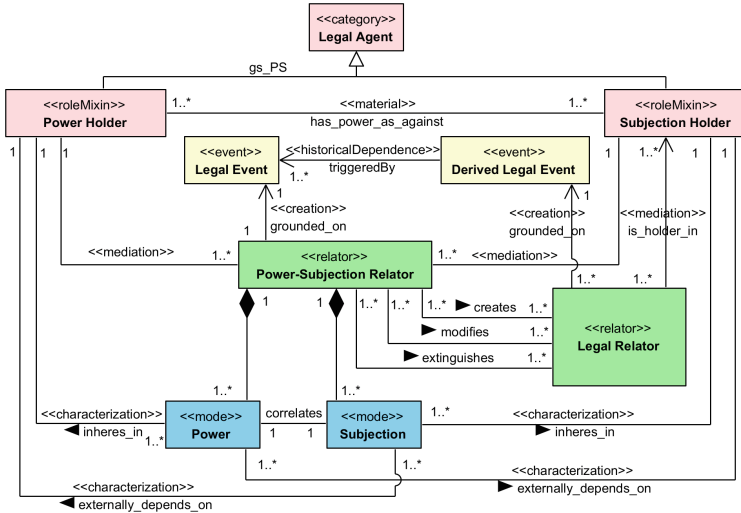 <<category>>
Legal Agent
gs_PS
<<roleMixin>>
Power Holder
1..*
<<material>>
has_power_as_against
1..*
<<roleMixin>>
Subjection Holder
1
1
1
1
1..*
1
1
<<event>>
Legal Event
<<historicalDependence>>
triggeredBy
1..*
<<event>>
Derived Legal Event
1
<<creation>>
grounded_on
1
1
<<creation>>
grounded_on
<<mediation>>
is_holder_in
<<mediation>>
1..*
<<relator>>
Power-Subjection Relator
1..*
<<mediation>>
1..*
1..*
1
1
1..*
1..*
1..*
creates
1..*
modifies
1..*
extinguishes
1..*
<<relator>>
Legal Relator
1..*
1..*
<<characterization>>
inheres_in
1..*
<<mode>>
Power
correlates
1
1
<<mode>>
Subjection
1..*
<<characterization>>
inheres_in
1..*
1..*
<<characterization>>
externally_depends_on
<<characterization>>
externally_depends_on